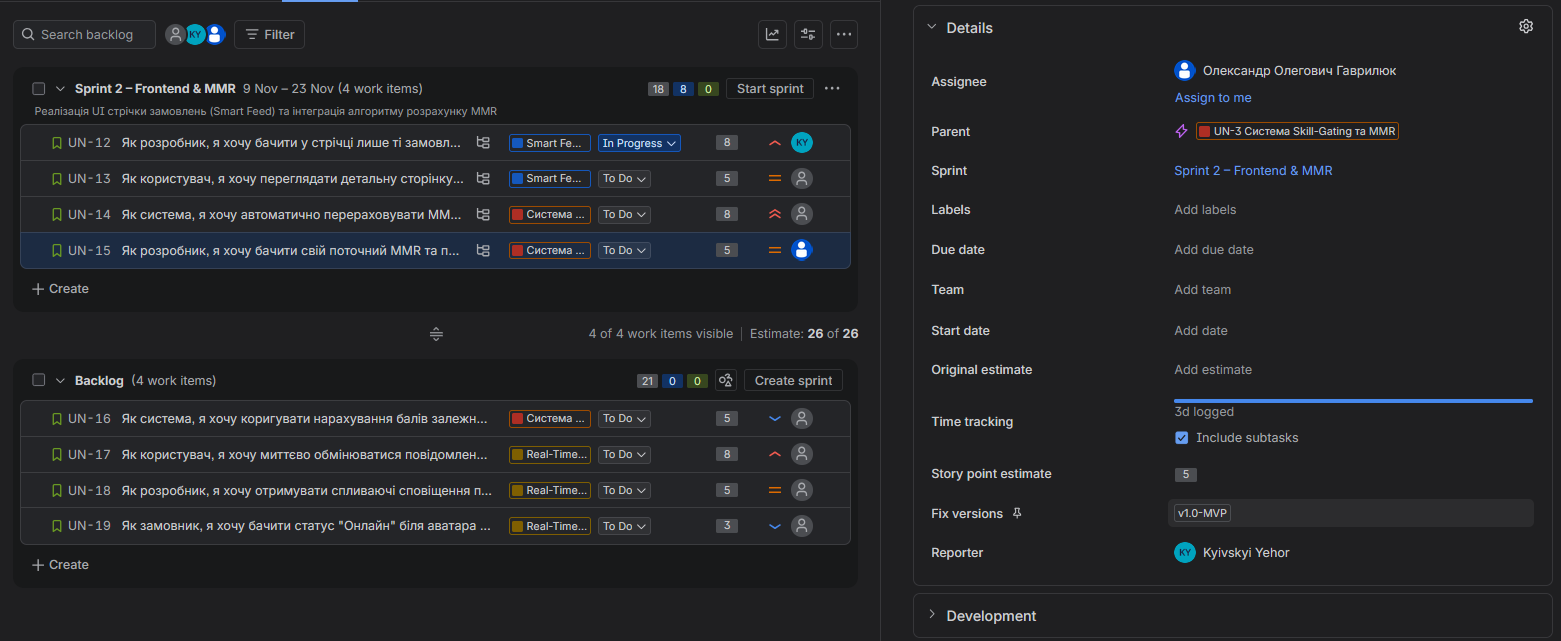 Search backlog KY Filter
Sprint 2 – Frontend & MMR 9 Nov – 23 Nov (4 work items) 18 8 0 Start sprint
Реалізація UI стрічки замовлень (Smart Feed) та інтеграція алгоритму розрахунку MMR
UN-12 Як розробник, я хочу бачити у стрічці лише ті замовл... Smart Fe... In Progress 8 KY
UN-13 Як користувач, я хочу переглядати детальну сторінку... Smart Fe... To Do 5
UN-14 Як система, я хочу автоматично перераховувати ММ... Система ... To Do 8
UN-15 Як розробник, я хочу бачити свій поточний MMR та п... Система ... To Do 5
Create
4 of 4 work items visible Estimate: 26 of 26
Backlog (4 work items) 21 0 0 Create sprint
UN-16 Як система, я хочу коригувати нарахування балів залежн... Система ... To Do 5
UN-17 Як користувач, я хочу миттєво обмінюватися повідомлен... Real-Time... To Do 8
UN-18 Як розробник, я хочу отримувати спливаючі сповіщення п... Real-Time... To Do 5
UN-19 Як замовник, я хочу бачити статус "Онлайн" біля аватара ... Real-Time... To Do 3
Create
Details
Assignee Олександр Олегович Гаврилюк
Assign to me
Parent UN-3 Система Skill-Gating та MMR
Sprint Sprint 2 – Frontend & MMR
Labels Add labels
Due date Add due date
Team Add team
Start date Add date
Original estimate Add estimate
Time tracking 3d logged
Include subtasks
Story point estimate 5
Fix versions v1.0-MVP
Reporter KY Kyivskyi Yehor
Development